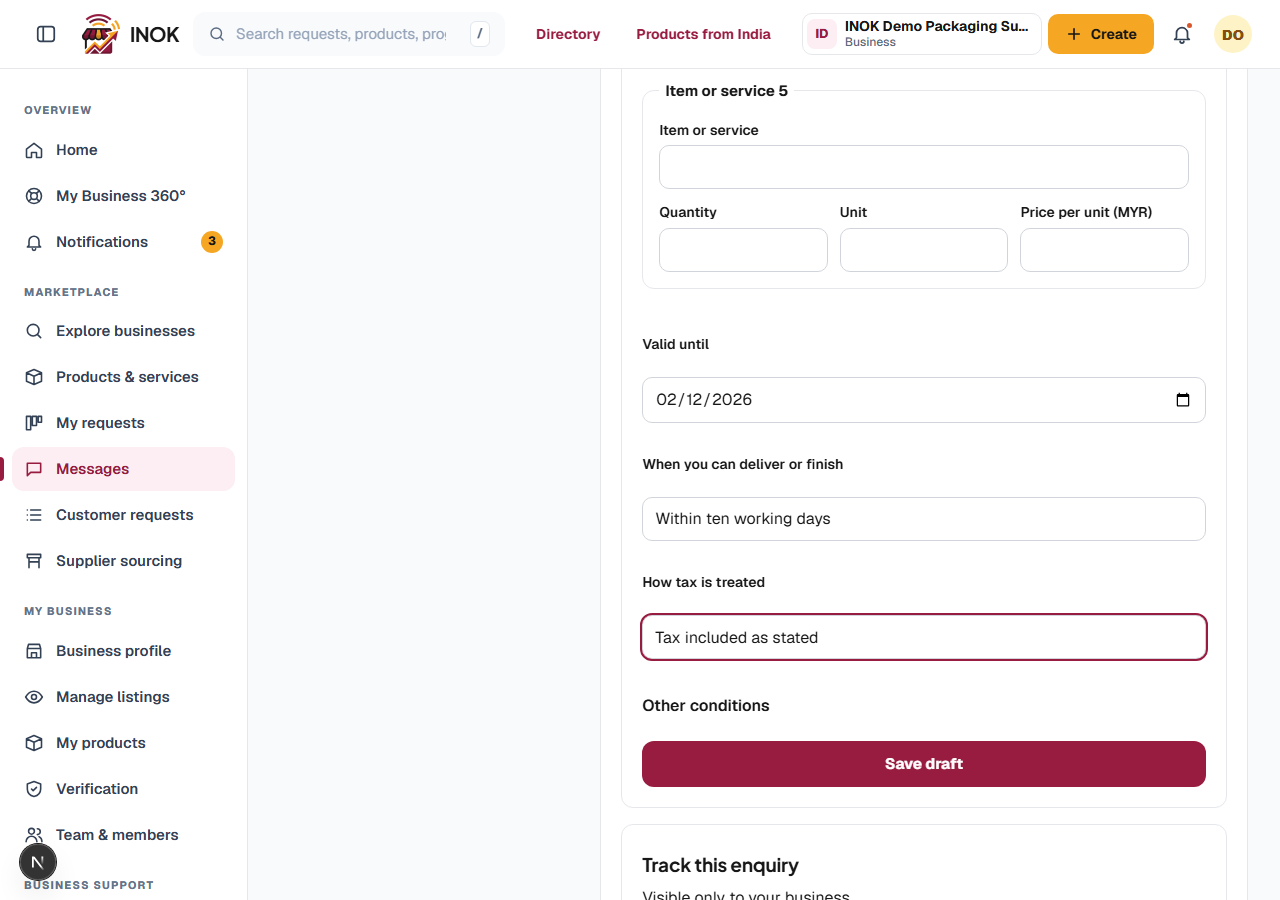 INOK
Search requests, products, pro
/
Directory
Products from India
ID
INOK Demo Packaging Su...
Business
Create
DO
OVERVIEW
Home
My Business 360°
Notifications
3
MARKETPLACE
Explore businesses
Products & services
My requests
Messages
Customer requests
Supplier sourcing
MY BUSINESS
Business profile
Manage listings
My products
Verification
Team & members
N
BUSINESS SUPPORT
Item or service 5
Item or service
Quantity
Unit
Price per unit (MYR)
Valid until
02/12/2026
When you can deliver or finish
Within ten working days
How tax is treated
Tax included as stated
Other conditions
Save draft
Track this enquiry
Visible only to your business